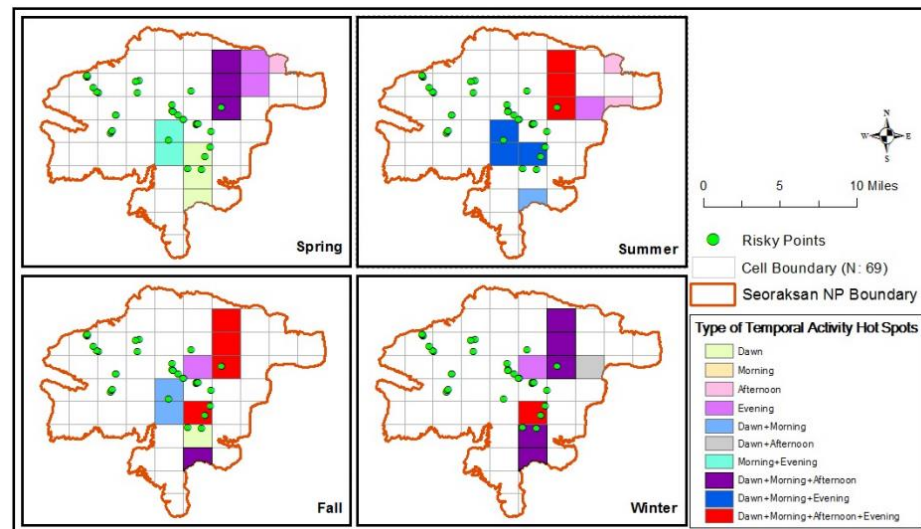 Spring
Summer
N
W
E
S
0
5
10 Miles
Risky Points
Cell Boundary (N: 69)
Seoraksan NP Boundary
Fall
Winter
Type of Temporal Activity Hot Spots
Dawn
Morning
Afternoon
Evening
Dawn+Morning
Dawn+Afternoon
Morning+Evening
Dawn+Morning+Afternoon
Dawn+Morning+Evening
Dawn+Morning+Afternoon+Evening